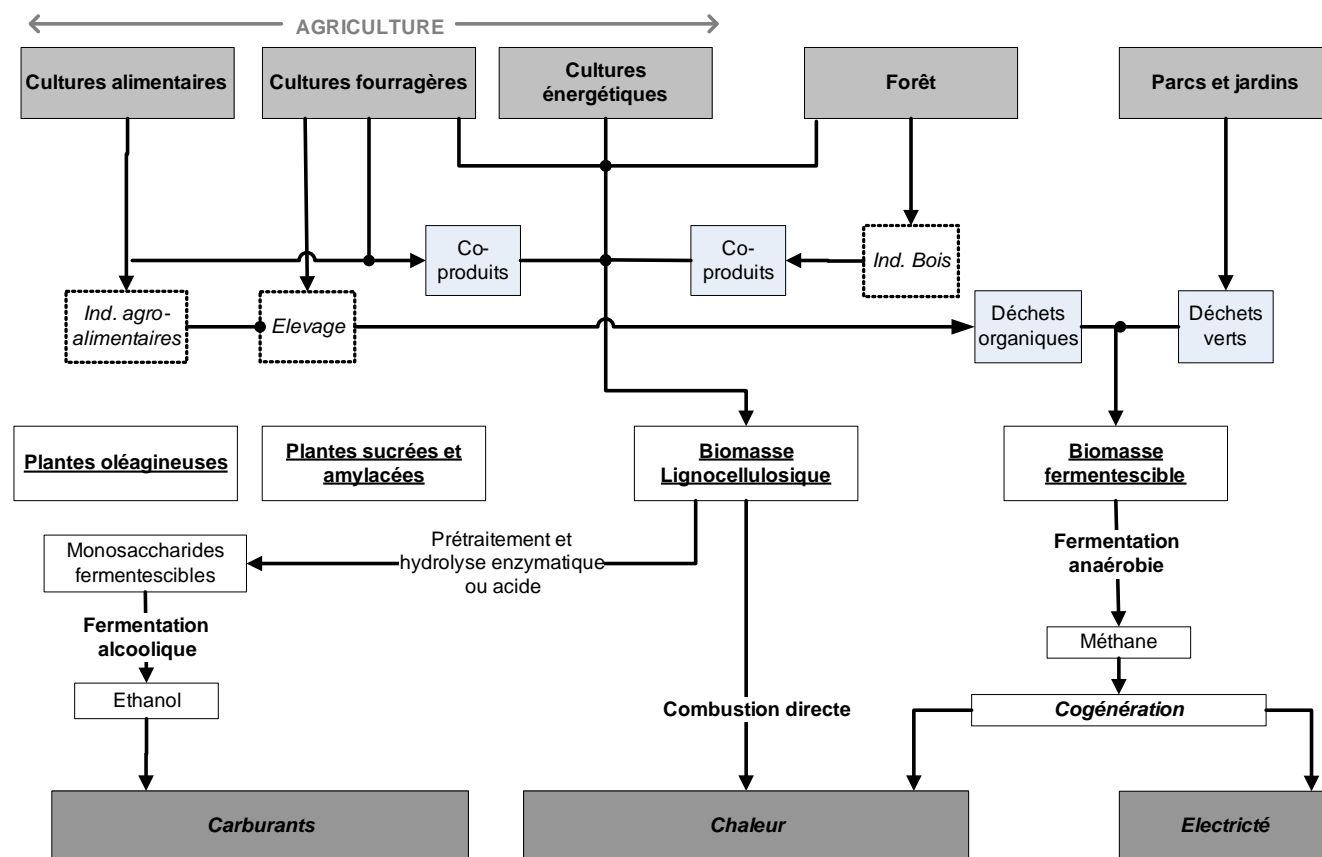 AGRICULTURE
Cultures alimentaires
Cultures fourragères
Cultures
énergétiques
Forêt
Parcs et jardins
Co-
produits
Co-
produits
Ind. Bois
Ind. agro-
alimentaires
Elevage
Déchets
organiques
Déchets
verts
Plantes oléagineuses
Plantes sucrées et
amylacées
Biomasse
Lignocellulosique
Biomasse
fermentescible
Monosaccharides
fermentescibles
Prétraitement et
hydrolyse enzymatique
ou acide
Fermentation
anaérobie
Fermentation
alcoolique
Méthane
Ethanol
Combustion directe
Cogénération
Carburants
Chaleur
Electricté